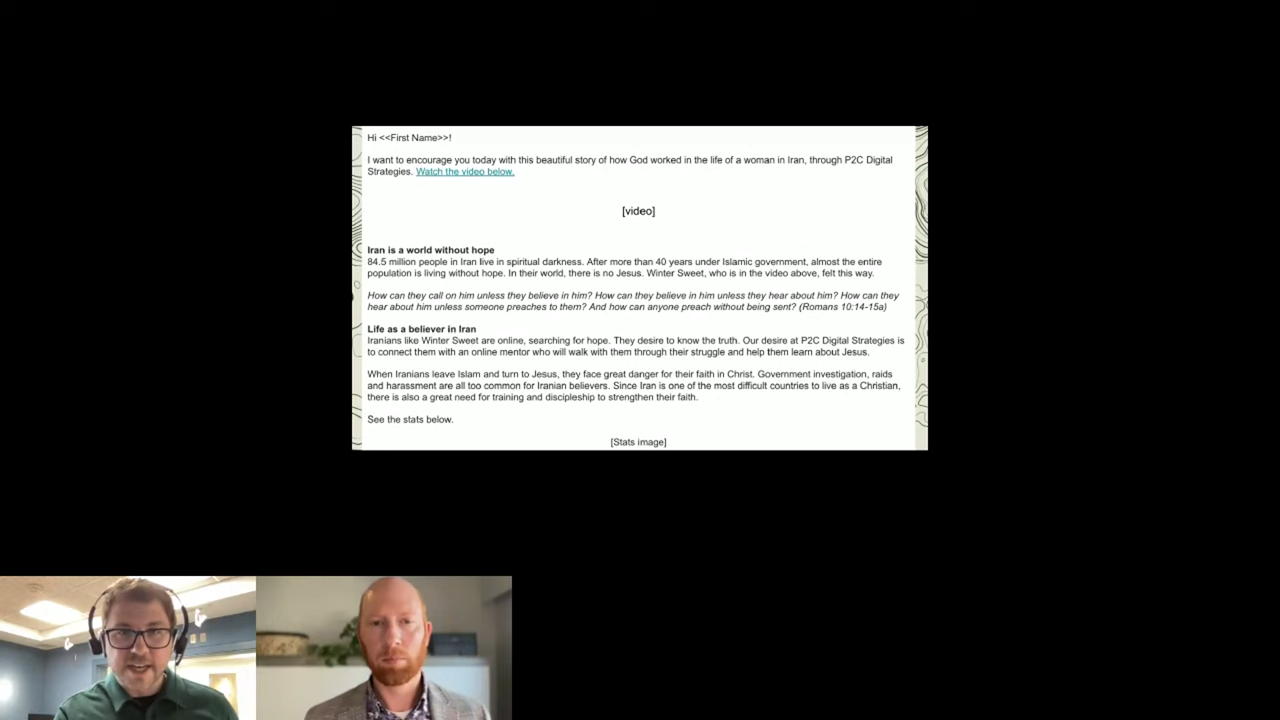 Hi <<First Name>>!
I want to encourage you today with this beautiful story of how God worked in the life of a woman in Iran, through P2C Digital
Strategies. Watch the video below.
[video]
Iran is a world without hope
84.5 million people in Iran live in spiritual darkness. After more than 40 years under Islamic government, almost the entire
population is living without hope. In their world, there is no Jesus. Winter Sweet, who is in the video above, felt this way.
How can they call on him unless they believe in him? How can they believe in him unless they hear about him? How can they
hear about him unless someone preaches to them? And how can anyone preach without being sent? (Romans 10:14-15a)
Life as a believer in Iran
Iranians like Winter Sweet are online, searching for hope. They desire to know the truth. Our desire at P2C Digital Strategies is
to connect them with an online mentor who will walk with them through their struggle and help them learn about Jesus.
When Iranians leave Islam and turn to Jesus, they face great danger for their faith in Christ. Government investigation, raids
and harassment are all too common for Iranian believers. Since Iran is one of the most difficult countries to live as a Christian,
there is also a great need for training and discipleship to strengthen their faith.
See the stats below.
[Stats image]